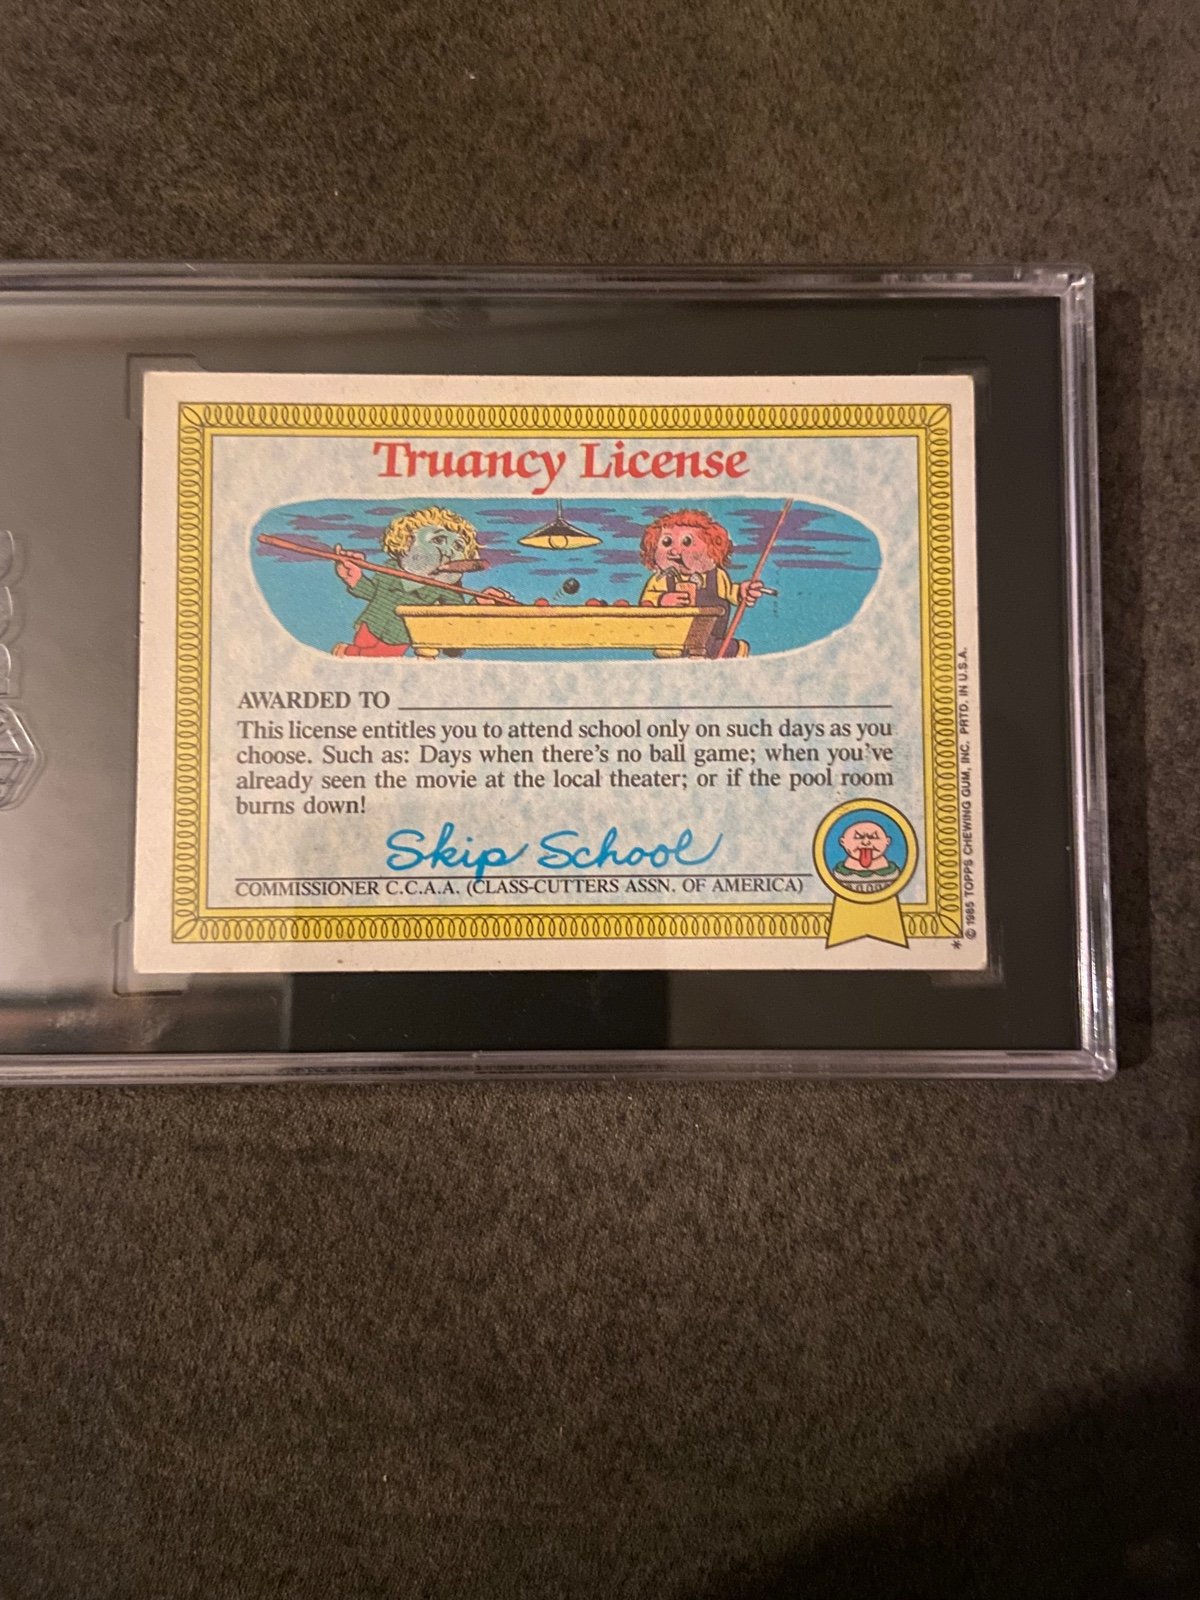 Truancy License
AWARDED TO
This license entitles you to attend school only on such days as you
choose. Such as: Days when there's no ball game; when you've
already seen the movie at the local theater; or if the pool room
burns down!
Skip School
COMMISSIONER C.C.A.A. (CLASS-CUTTERS ASSN. OF AMERICA)
* © 1985 TOPPS CHEWING GUM, INC. PRTD. IN U.S.A.